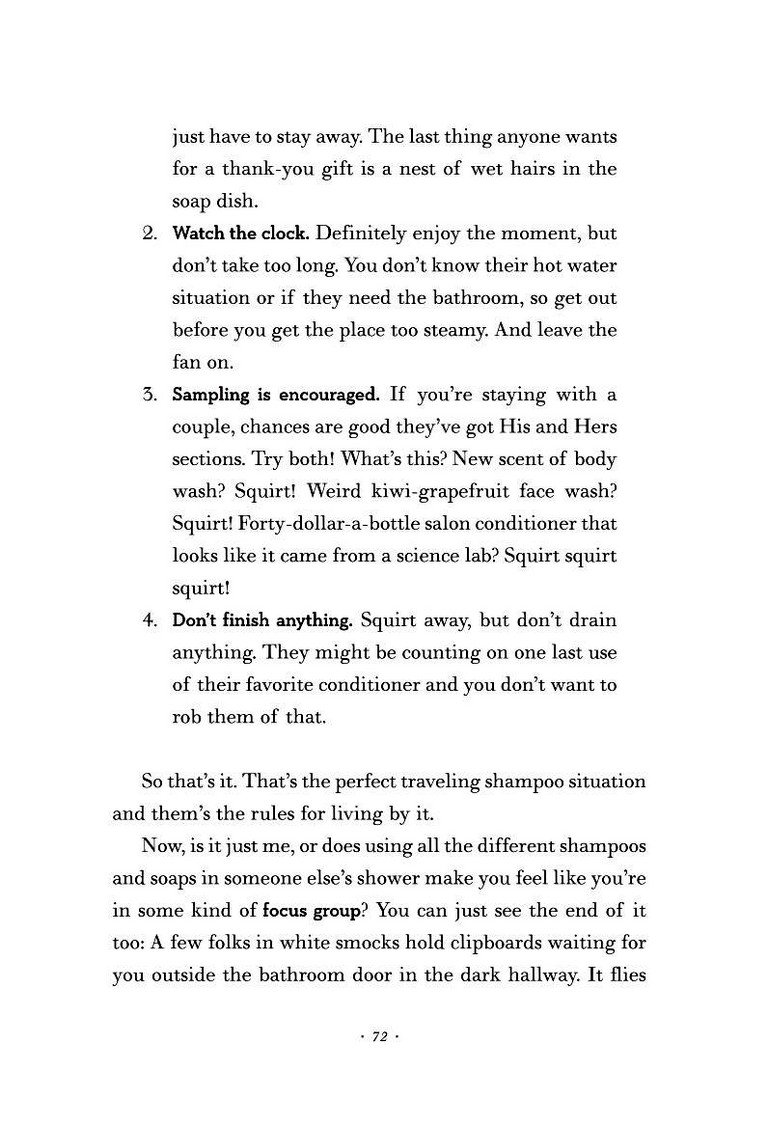 just have to stay away. The last thing anyone wants
for a thank-you gift is a nest of wet hairs in the
soap dish.
2. Watch the clock. Definitely enjoy the moment, but
don’t take too long. You don’t know their hot water
situation or if they need the bathroom, so get out
before you get the place too steamy. And leave the
fan on.
3. Sampling is encouraged. If you’re staying with a
couple, chances are good they’ve got His and Hers
sections. Try both! What’s this? New scent of body
wash? Squirt! Weird kiwi-grapefruit face wash?
Squirt! Forty-dollar-a-bottle salon conditioner that
looks like it came from a science lab? Squirt squirt
squirt!
4. Don’t finish anything. Squirt away, but don’t drain
anything. They might be counting on one last use
of their favorite conditioner and you don’t want to
rob them of that.
So that’s it. That’s the perfect traveling shampoo situation
and them’s the rules for living by it.
Now, is it just me, or does using all the different shampoos
and soaps in someone else’s shower make you feel like you’re
in some kind of focus group? You can just see the end of it
too: A few folks in white smocks hold clipboards waiting for
you outside the bathroom door in the dark hallway. It flies
· 72 ·